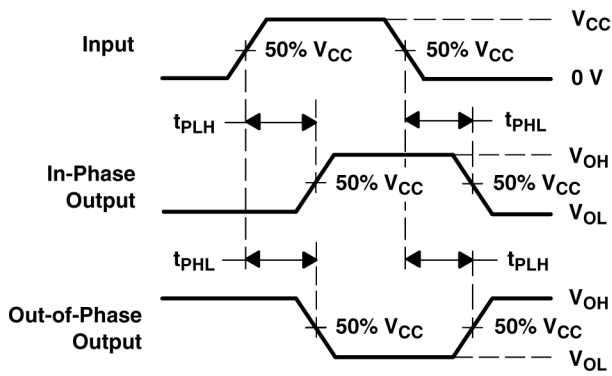 Input
50% VCC
50% VCC
VCC
0 V
tPLH
tPHL
In-Phase
Output
50% VCC
50% VCC
VOH
VOL
tPHL
tPLH
Out-of-Phase
Output
50% VCC
50% VCC
VOH
VOL